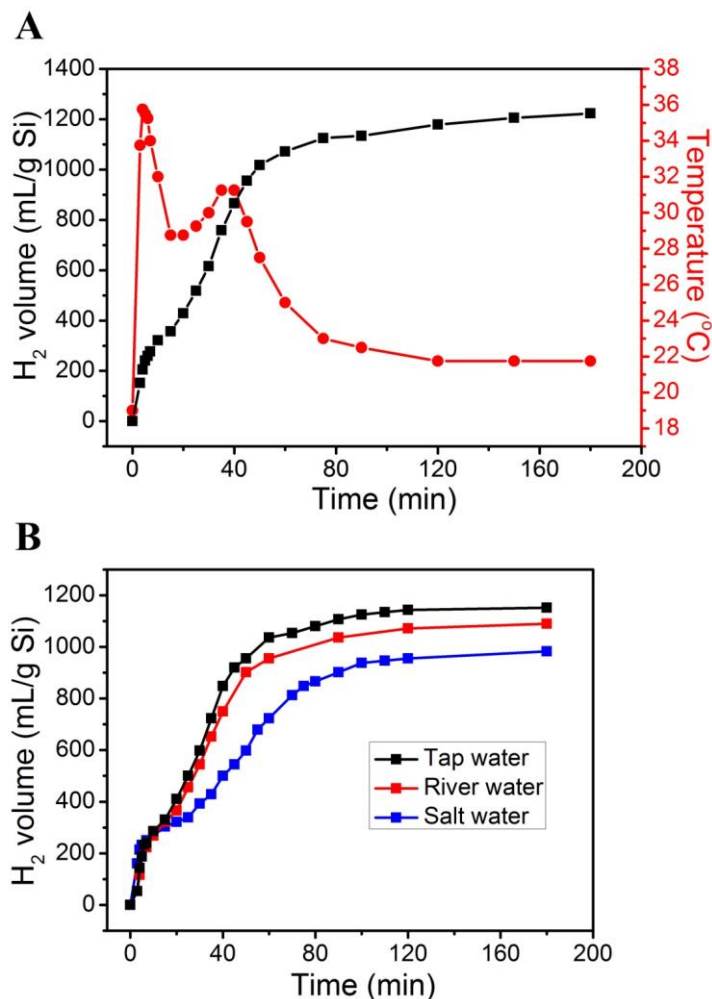 A
1400
1200
1000
800
600
400
200
0
H₂ volume (mL/g Si)
38
36
34
32
30
28
26
24
22
20
18
Temperature (°C)
0 40 80 120 160 200
Time (min)
B
1200
1000
800
600
400
200
0
H₂ volume (mL/g Si)
Tap water
River water
Salt water
0 40 80 120 160 200
Time (min)